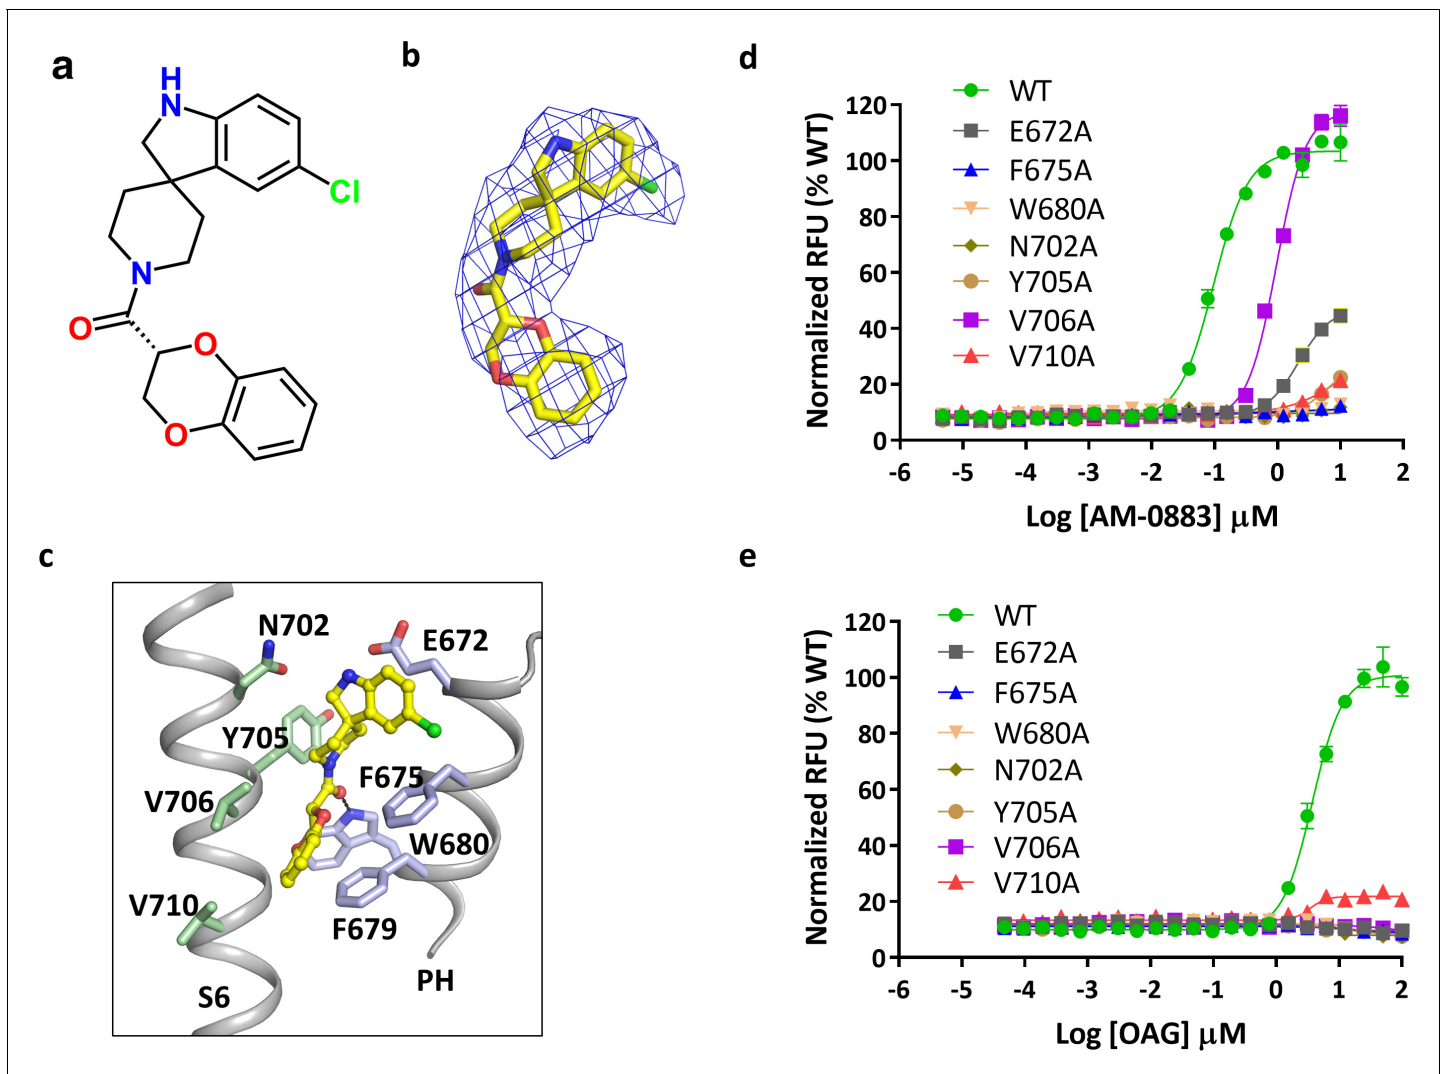 a
H
N
Cl
N
O
O
O
b
c
N702
E672
Y705
F675
V706
W680
V710
F679
PH
S6
d
WT
E672A
F675A
W680A
N702A
Y705A
V706A
V710A
Normalized RFU (% WT)
120
100
80
60
40
20
0
-6 -5 -4 -3 -2 -1 0 1 2
Log [AM-0883] μM
e
WT
E672A
F675A
W680A
N702A
Y705A
V706A
V710A
Normalized RFU (% WT)
120
100
80
60
40
20
0
-6 -5 -4 -3 -2 -1 0 1 2
Log [OAG] μM